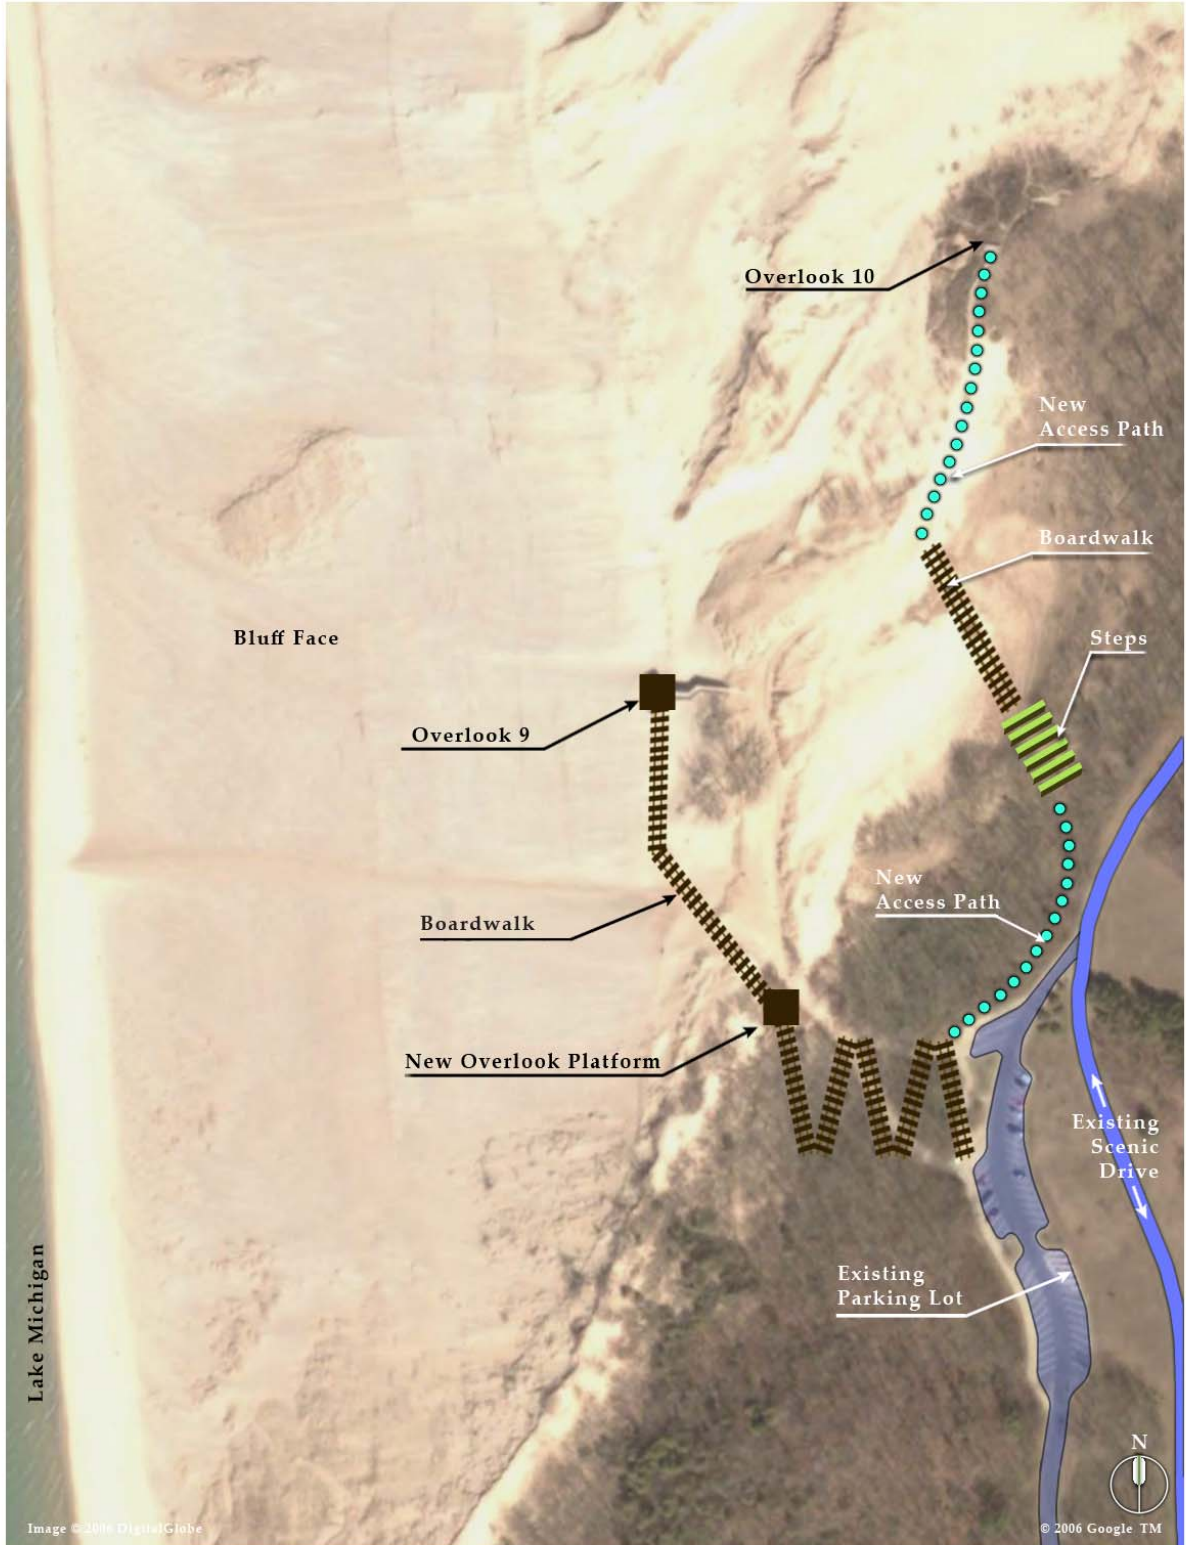 Overlook 10
New
Access Path
Boardwalk
Bluff Face
Steps
Overlook 9
New
Access Path
Boardwalk
New Overlook Platform
Existing
Scenic
Drive
Existing
Parking Lot
Lake Michigan
N
Image © 2006 DigitalGlobe
© 2006 Google TM